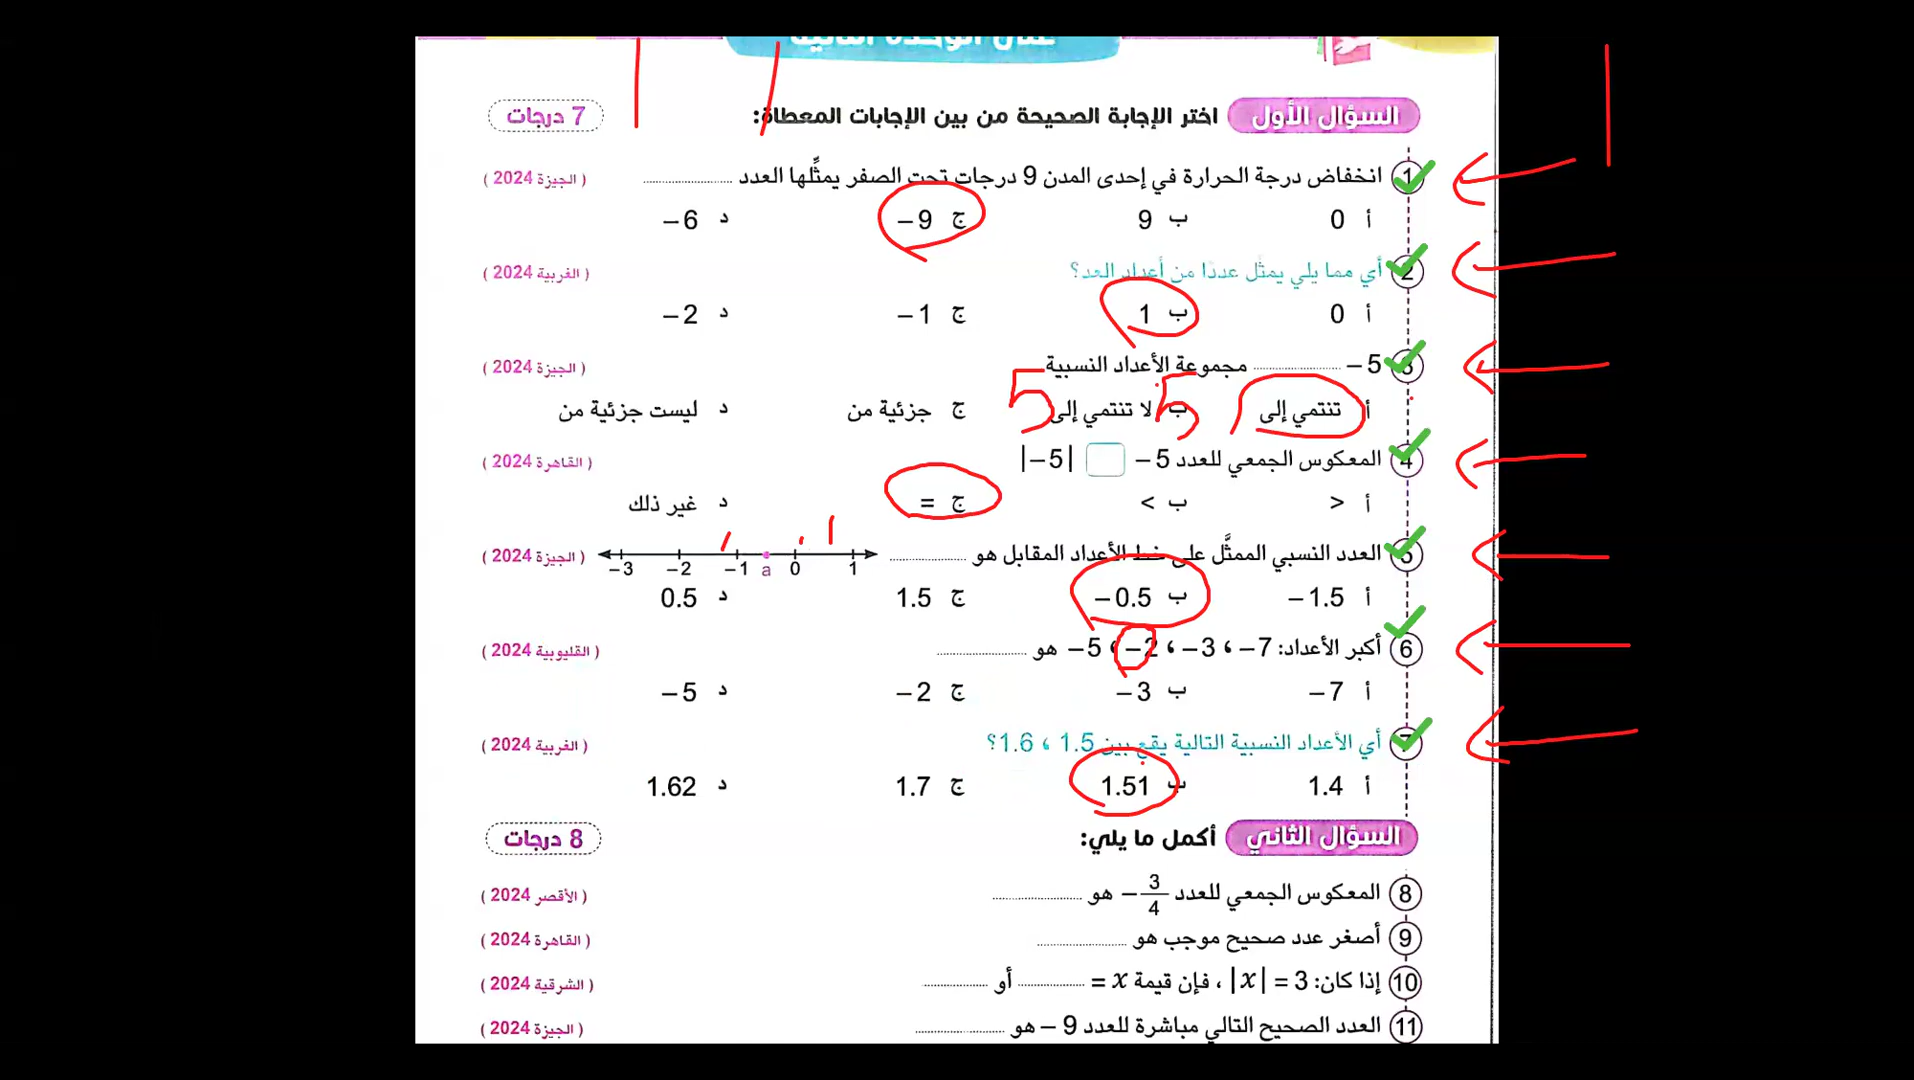 السؤال الأول اختر الإجابة الصحيحة من بين الإجابات المعطاة: 7 درجات
1 انخفاض درجة الحرارة في إحدى المدن 9 درجات تحت الصفر يمثِّلها العدد .......... ( الجيزة 2024 )
أ 0 ب 9 ج 9 − د 6 −
2 أي مما يلي يمثل عددًا من أعداد العد؟ ( الغربية 2024 )
أ 0 ب 1 ج 1 − د 2 −
3 5 − .......... مجموعة الأعداد النسبية ( الجيزة 2024 )
أ تنتمي إلى ب لا تنتمي إلى ج جزئية من د ليست جزئية من
5 5
4 المعكوس الجمعي للعدد 5 − |−5| ( القاهرة 2024 )
أ > ب < ج = د غير ذلك
5 العدد النسبي الممثَّل على خط الأعداد المقابل هو .......... ( الجيزة 2024 )
−3 −2 −1 a 0 1
أ 1.5 − ب 0.5 − ج 1.5 د 0.5
6 أكبر الأعداد: 7 − ، 3 − ، 2 − ، 5 − هو .......... ( القليوبية 2024 )
أ 7 − ب 3 − ج 2 − د 5 −
7 أي الأعداد النسبية التالية يقع بين 1.5 ، 1.6؟ ( الغربية 2024 )
أ 1.4 ب 1.51 ج 1.7 د 1.62
السؤال الثاني أكمل ما يلي: 8 درجات
8 المعكوس الجمعي للعدد −3/4 هو .......... ( الأقصر 2024 )
9 أصغر عدد صحيح موجب هو .......... ( القاهرة 2024 )
10 إذا كان: |x| = 3 ، فإن قيمة x = .......... أو .......... ( الشرقية 2024 )
11 العدد الصحيح التالي مباشرة للعدد 9 − هو .......... ( الجيزة 2024 )